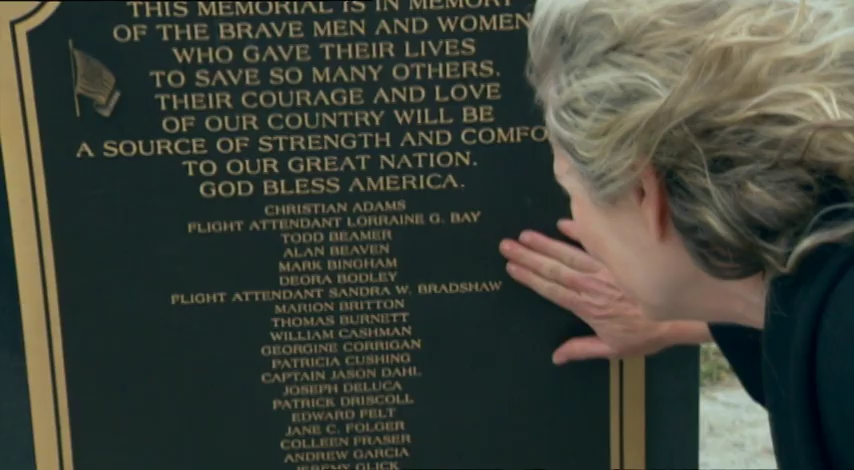 THIS MEMORIAL IS IN MEMORY
OF THE BRAVE MEN AND WOMEN
WHO GAVE THEIR LIVES
TO SAVE SO MANY OTHERS.
THEIR COURAGE AND LOVE
OF OUR COUNTRY WILL BE
A SOURCE OF STRENGTH AND COMFO
TO OUR GREAT NATION.
GOD BLESS AMERICA.
CHRISTIAN ADAMS
FLIGHT ATTENDANT LORRAINE G. BAY
TODD BEAMER
ALAN BEAVEN
MARK BINGHAM
DEORA BODLEY
FLIGHT ATTENDANT SANDRA W. BRADSHAW
MARION BRITTON
THOMAS BURNETT
WILLIAM CASHMAN
GEORGINE CORRIGAN
PATRICIA CUSHING
CAPTAIN JASON DAHL
JOSEPH DELUCA
PATRICK DRISCOLL
EDWARD FELT
JANE C. FOLGER
COLLEEN FRASER
ANDREW GARCIA
JEREMY GLICK